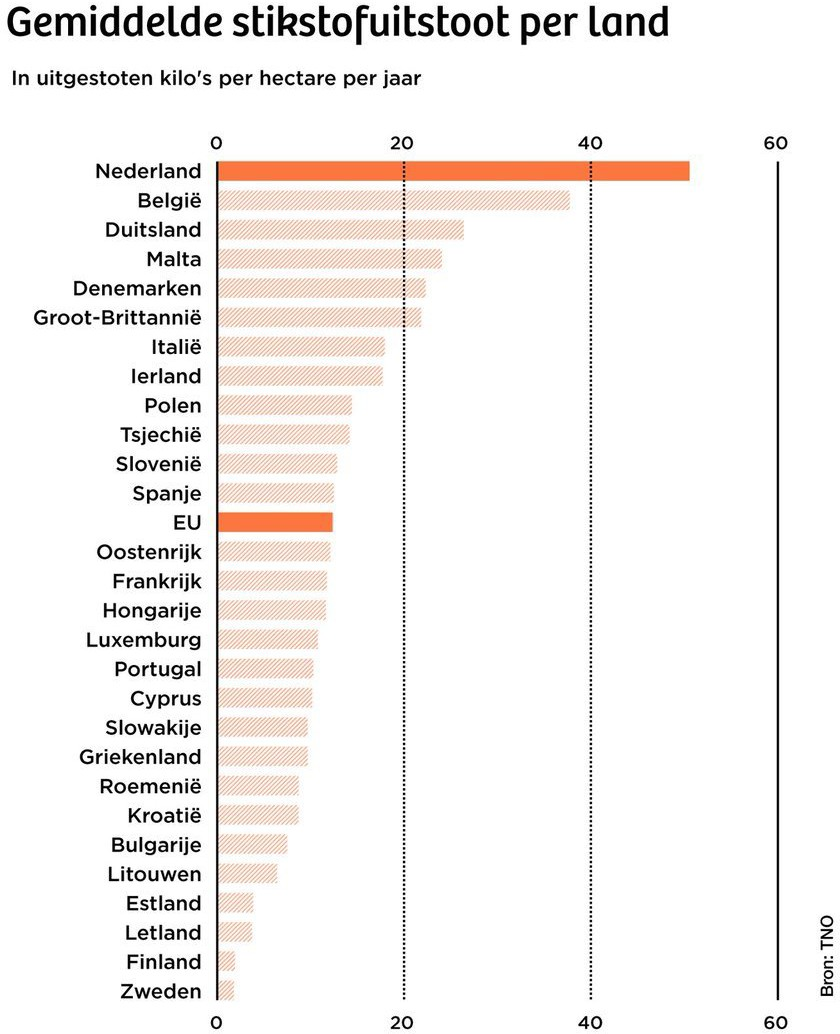 Gemiddelde stikstofuitstoot per land
In uitgestoten kilo's per hectare per jaar
0 20 40 60
Nederland
België
Duitsland
Malta
Denemarken
Groot-Brittannië
Italië
Ierland
Polen
Tsjechië
Slovenië
Spanje
EU
Oostenrijk
Frankrijk
Hongarije
Luxemburg
Portugal
Cyprus
Slowakije
Griekenland
Roemenië
Kroatië
Bulgarije
Litouwen
Estland
Letland
Finland
Zweden
0 20 40 60
Bron: TNO